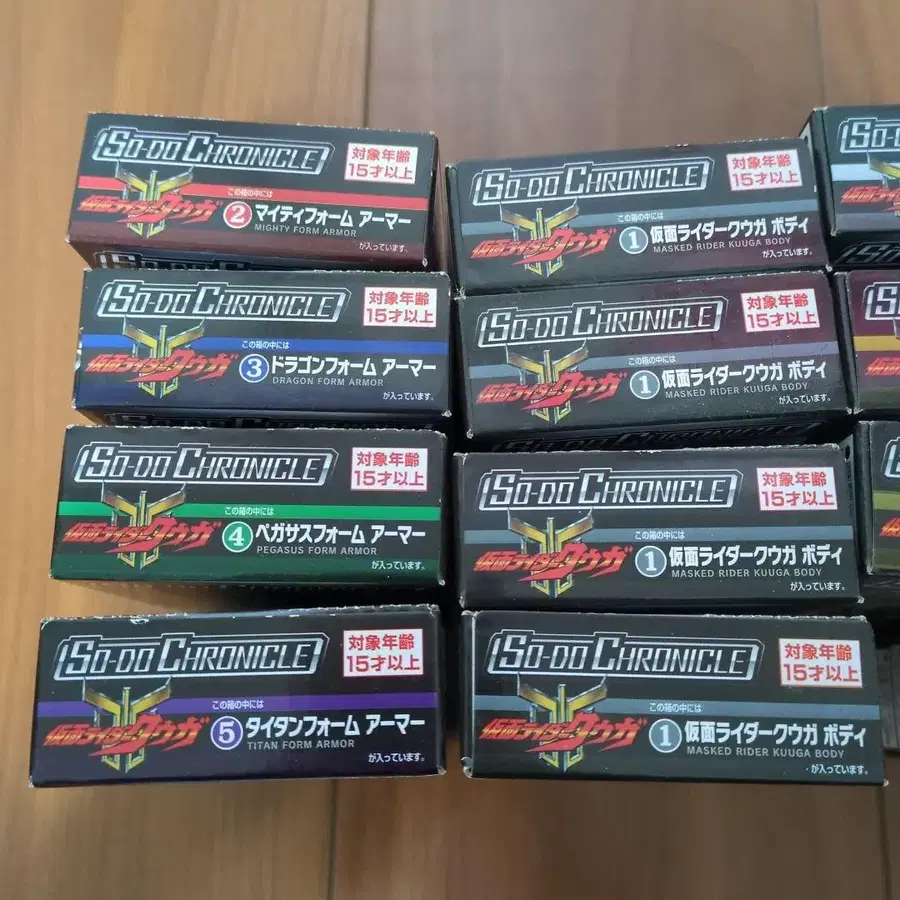 SO-DO CHRONICLE
対象年齢
15才以上
この箱の中には
仮面ライダークウガ
②マイティフォーム アーマー
MIGHTY FORM ARMOR
が入っています。
SO-DO CHRONICLE
対象年齢
15才以上
この箱の中には
仮面ライダークウガ
③ドラゴンフォーム アーマー
DRAGON FORM ARMOR
が入っています。
SO-DO CHRONICLE
対象年齢
15才以上
この箱の中には
仮面ライダークウガ
④ペガサスフォーム アーマー
PEGASUS FORM ARMOR
が入っています。
SO-DO CHRONICLE
対象年齢
15才以上
この箱の中には
仮面ライダークウガ
⑤タイタンフォーム アーマー
TITAN FORM ARMOR
が入っています。
SO-DO CHRONICLE
対象年齢
15才以上
この箱の中には
仮面ライダークウガ
①仮面ライダークウガ ボディ
MASKED RIDER KUUGA BODY
が入っています。
SO-DO CHRONICLE
対象年齢
15才以上
この箱の中には
仮面ライダークウガ
①仮面ライダークウガ ボディ
MASKED RIDER KUUGA BODY
が入っています。
SO-DO CHRONICLE
対象年齢
15才以上
この箱の中には
仮面ライダークウガ
①仮面ライダークウガ ボディ
MASKED RIDER KUUGA BODY
が入っています。
SO-DO CHRONICLE
対象年齢
15才以上
この箱の中には
仮面ライダークウガ
①仮面ライダークウガ ボディ
MASKED RIDER KUUGA BODY
が入っています。